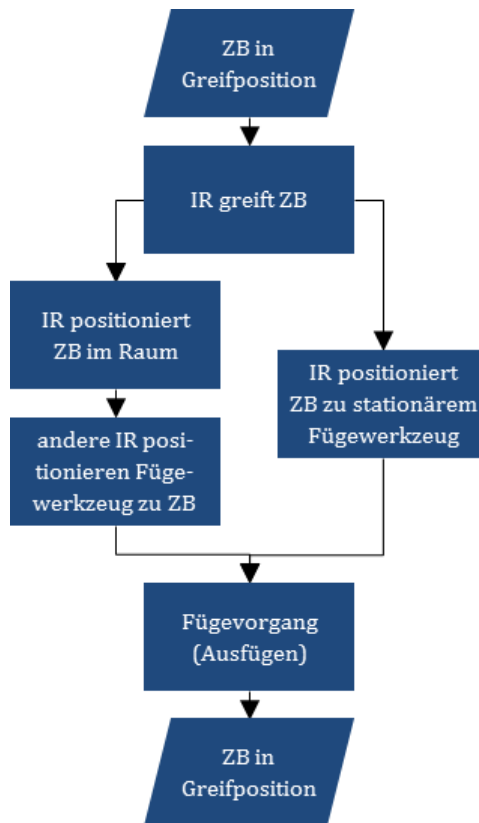 ZB in
Greifposition
IR greift ZB
IR positioniert
ZB im Raum
IR positioniert
ZB zu stationärem
Fügewerkzeug
andere IR posi-
tionieren Füge-
werkzeug zu ZB
Fügevorgang
(Ausfügen)
ZB in
Greifposition